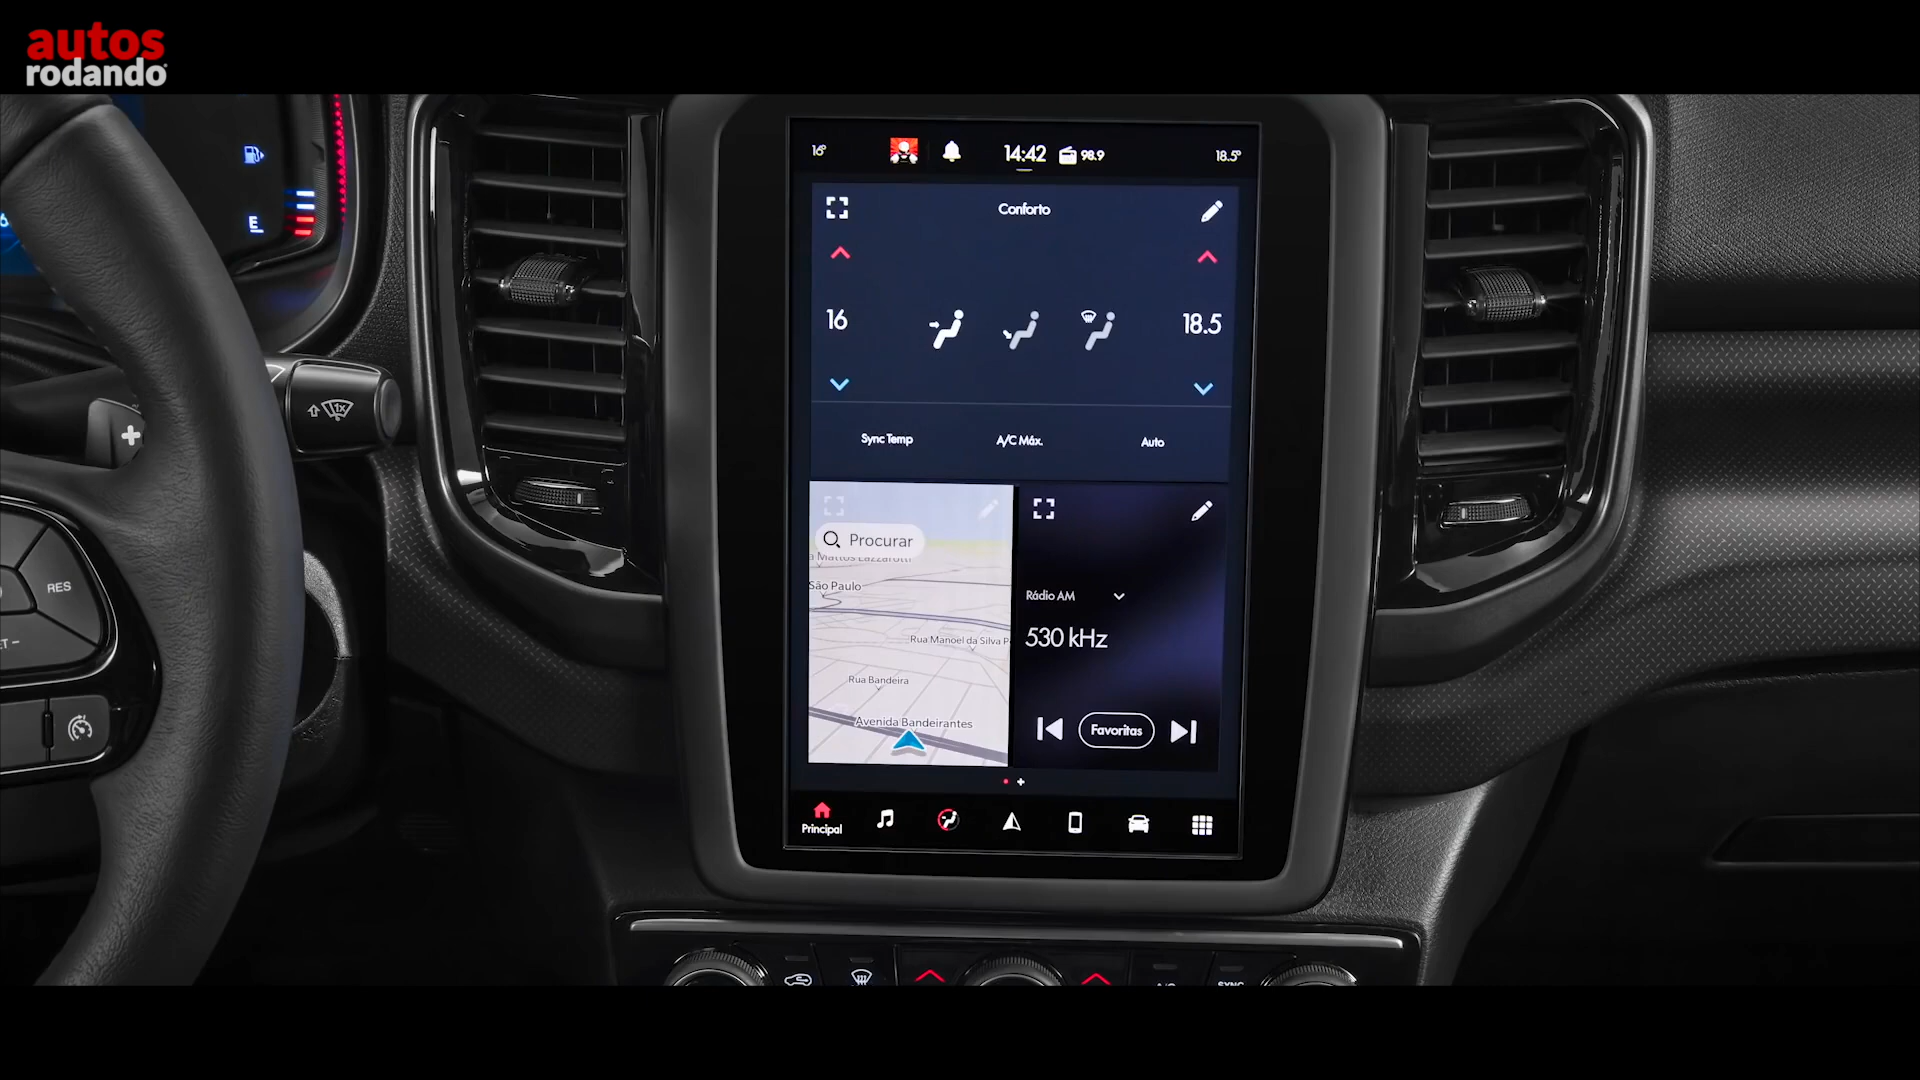 autos
rodando
16°
14:42
98.9
18.5°
Conforto
E
16
18.5
1x
+
Sync Temp
A/C Máx.
Auto
Procurar
São Paulo
Rua Manoel da Silva
Rua Bandeira
Avenida Bandeirantes
Rádio AM
530 kHz
Favoritas
RES
Principal